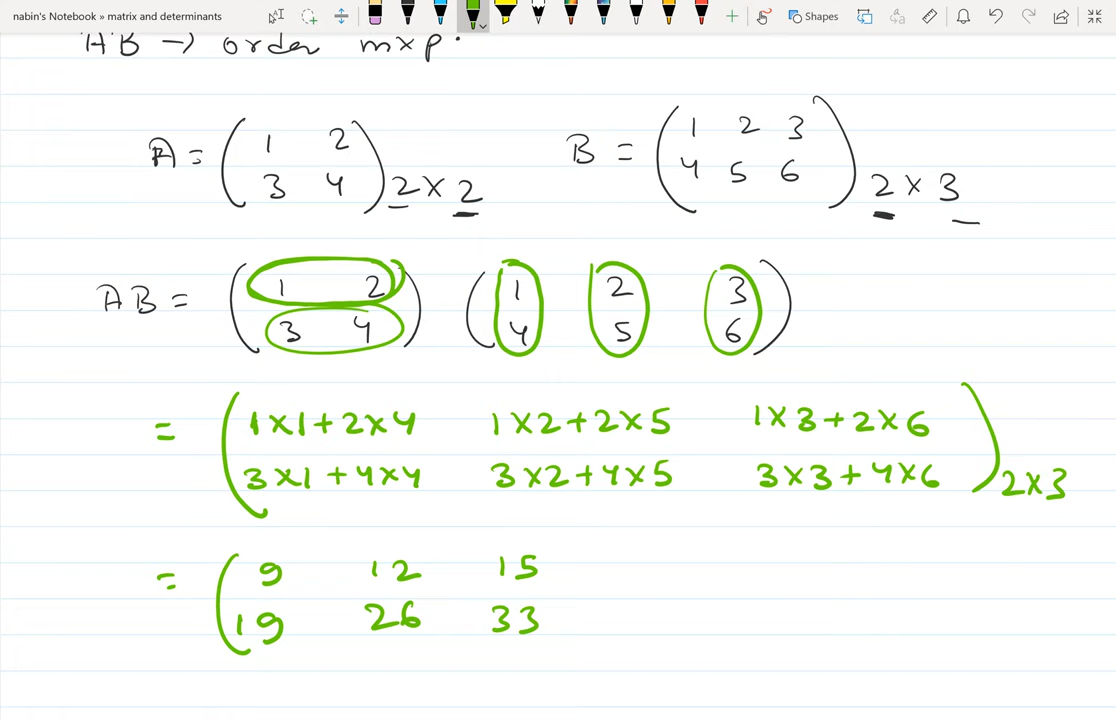 nabin's Notebook » matrix and determinants
Shapes
AB → order m×p.
A = ( 1 2 B = ( 1 2 3
3 4 ) 2 × 2 4 5 6 ) 2 × 3
AB = ( 1 2 ( 1 2 3
3 4 ) 4 5 6 )
= ( 1×1+2×4 1×2+2×5 1×3+2×6
3×1+4×4 3×2+4×5 3×3+4×6 ) 2×3
= ( 9 12 15
19 26 33